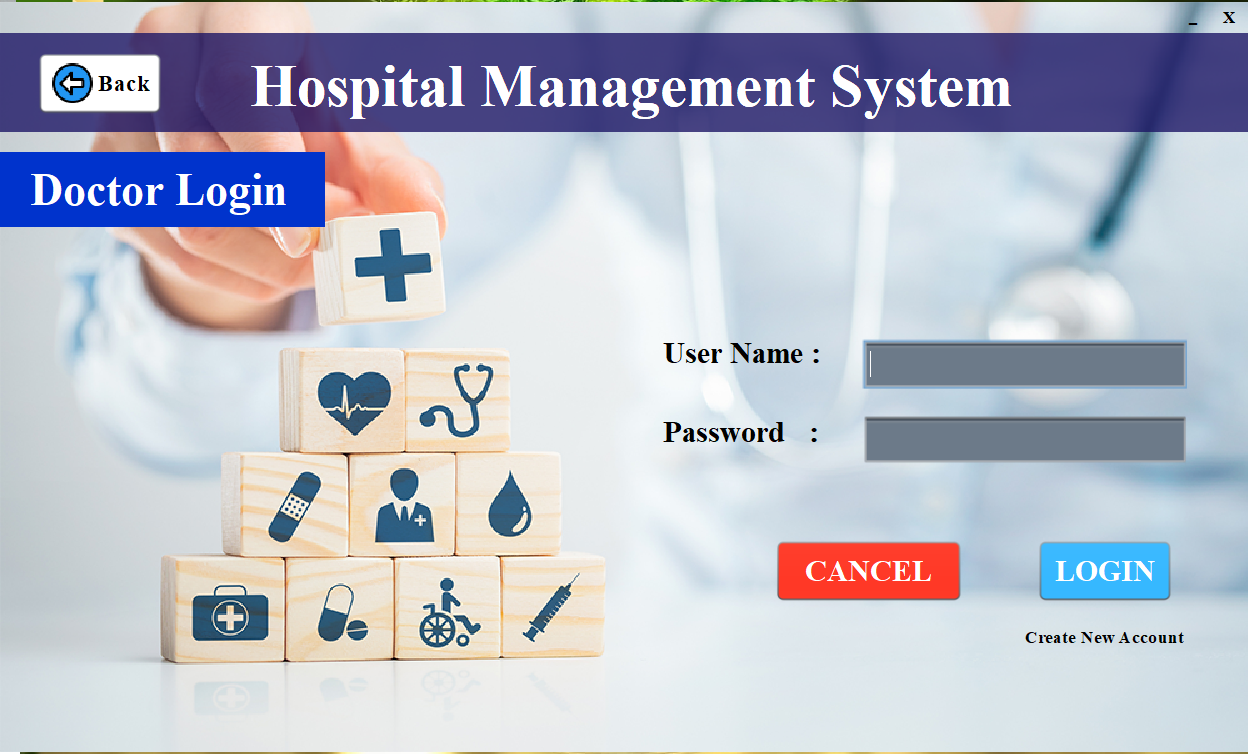 _ X
Back
Hospital Management System
Doctor Login
User Name :
Password :
CANCEL
LOGIN
Create New Account